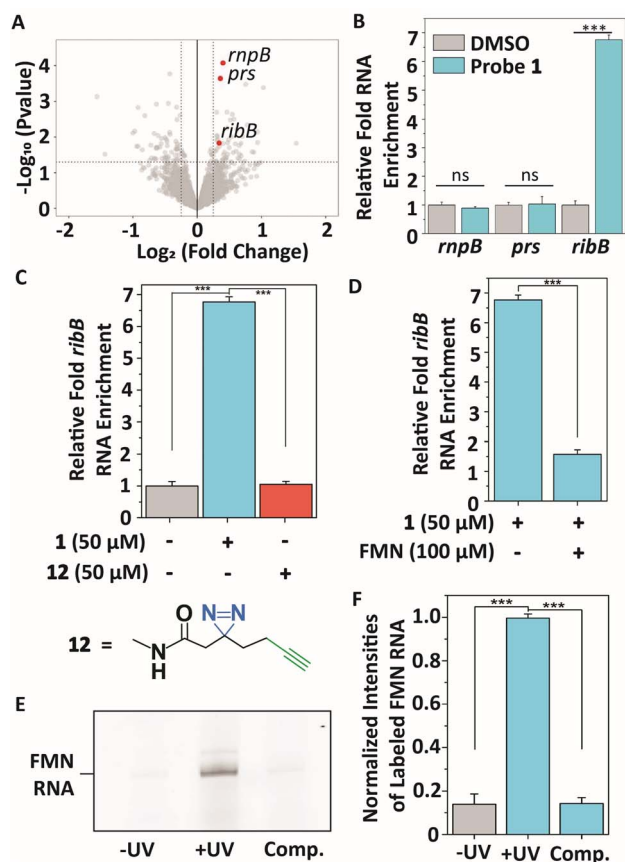 A
-Log₁₀ (Pvalue)
4
3
2
1
0
rnpB
prs
ribB
-2
-1
0
1
2
Log₂ (Fold Change)
B
Relative Fold RNA
Enrichment
7
6
5
4
3
2
1
0
DMSO
Probe 1
ns
ns
***
rnpB
prs
ribB
C
Relative Fold ribB
RNA Enrichment
7
6
5
4
3
2
1
0
***
***
1 (50 µM) - + -
12 (50 µM) - - +
12 =
O
N=N
N
H
D
Relative Fold ribB
RNA Enrichment
7
6
5
4
3
2
1
0
***
1 (50 µM) + +
FMN (100 µM) - +
E
FMN
RNA
-UV +UV Comp.
F
Normalized Intensities
of Labeled FMN RNA
1.0
0.8
0.6
0.4
0.2
0.0
***
***
-UV +UV Comp.